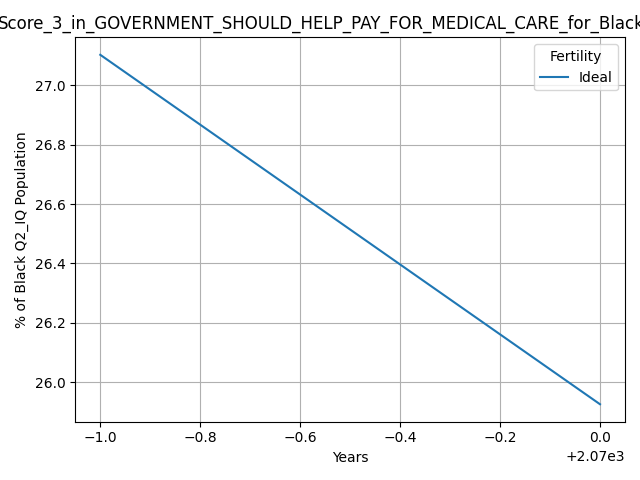 Score_3_in_GOVERNMENT_SHOULD_HELP_PAY_FOR_MEDICAL_CARE_for_Black
Fertility
Ideal
% of Black Q2_IQ Population
27.0
26.8
26.6
26.4
26.2
26.0
−1.0 −0.8 −0.6 −0.4 −0.2 0.0
+2.07e3
Years